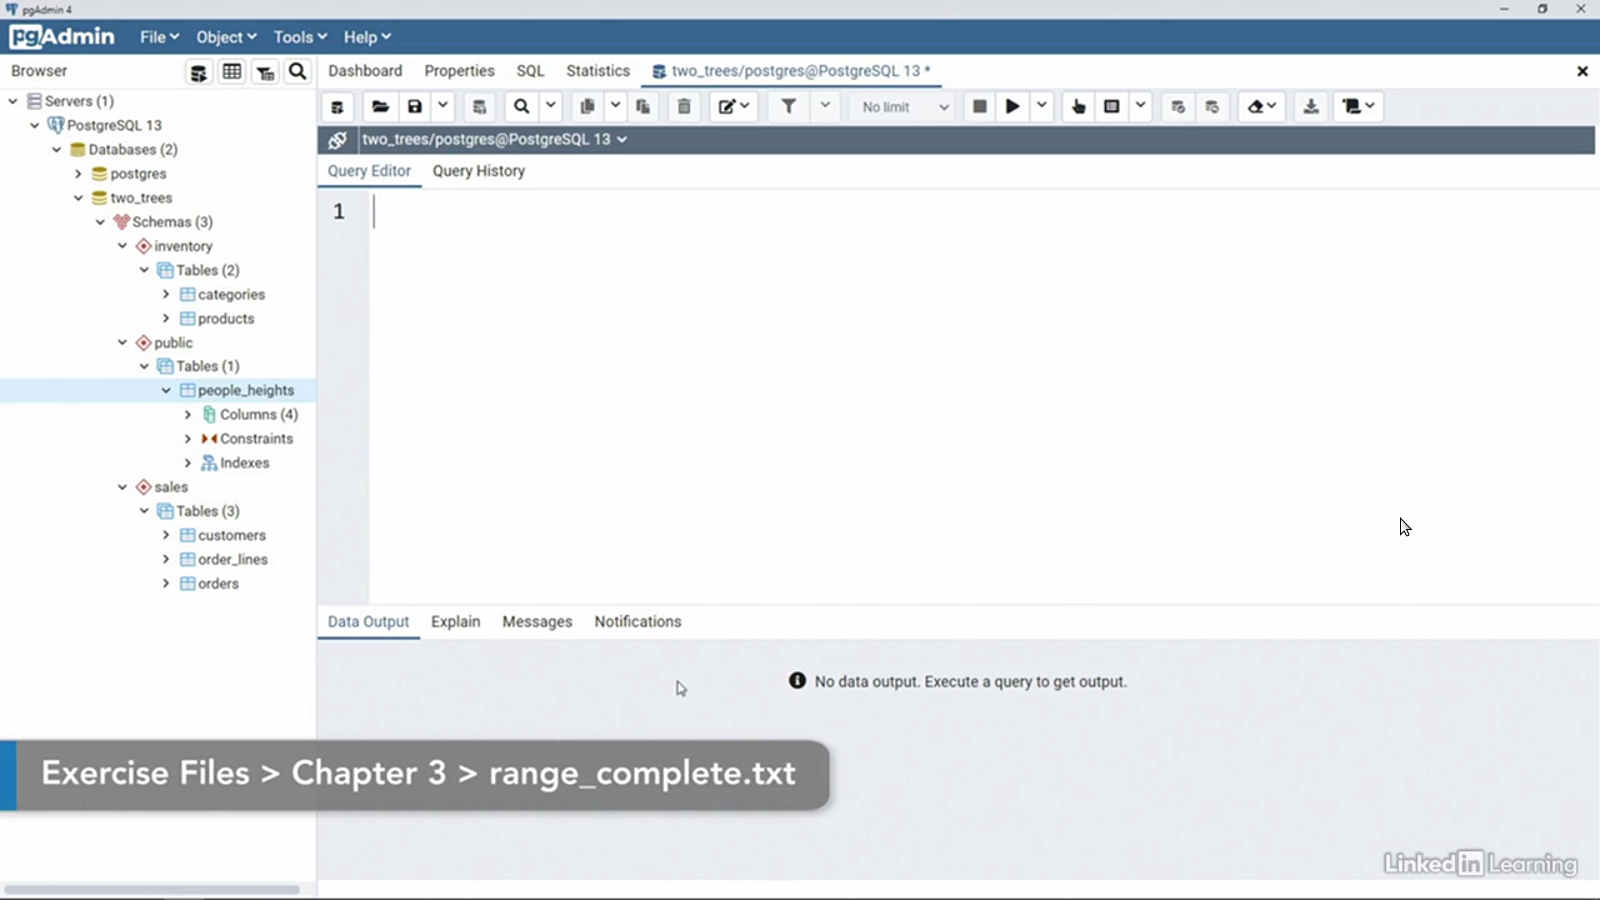 pgAdmin 4
pgAdmin
File
Object
Tools
Help
Browser
Dashboard
Properties
SQL
Statistics
two_trees/postgres@PostgreSQL 13 *
No limit
Servers (1)
PostgreSQL 13
Databases (2)
postgres
two_trees
Schemas (3)
inventory
Tables (2)
categories
products
public
Tables (1)
people_heights
Columns (4)
Constraints
Indexes
sales
Tables (3)
customers
order_lines
orders
two_trees/postgres@PostgreSQL 13
Query Editor
Query History
1
Data Output
Explain
Messages
Notifications
No data output. Execute a query to get output.
Exercise Files > Chapter 3 > range_complete.txt
LinkedIn Learning